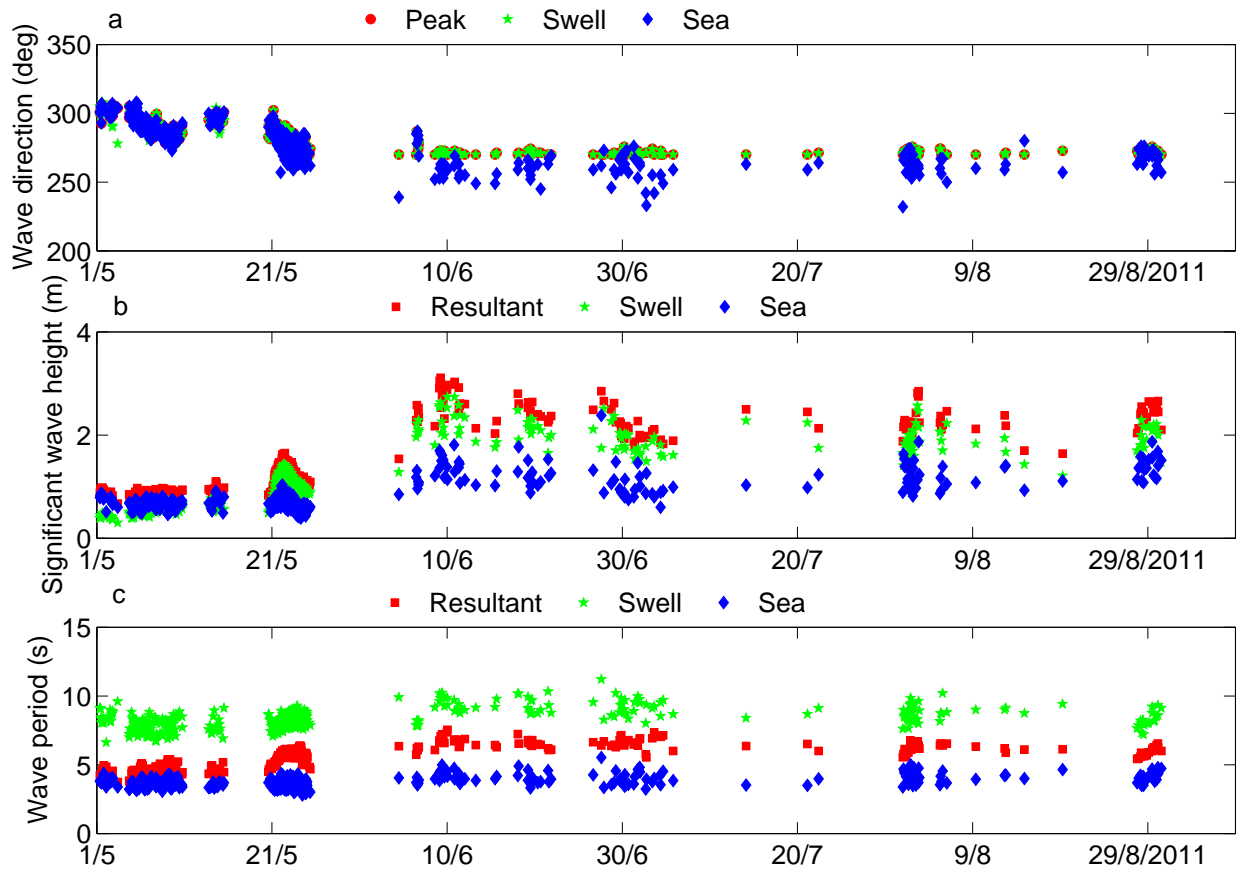 a
Peak Swell Sea
Wave direction (deg)
350
300
250
200
1/5 21/5 10/6 30/6 20/7 9/8 29/8/2011
b
Resultant Swell Sea
Significant wave height (m)
4
2
0
1/5 21/5 10/6 30/6 20/7 9/8 29/8/2011
c
Resultant Swell Sea
Wave period (s)
15
10
5
0
1/5 21/5 10/6 30/6 20/7 9/8 29/8/2011